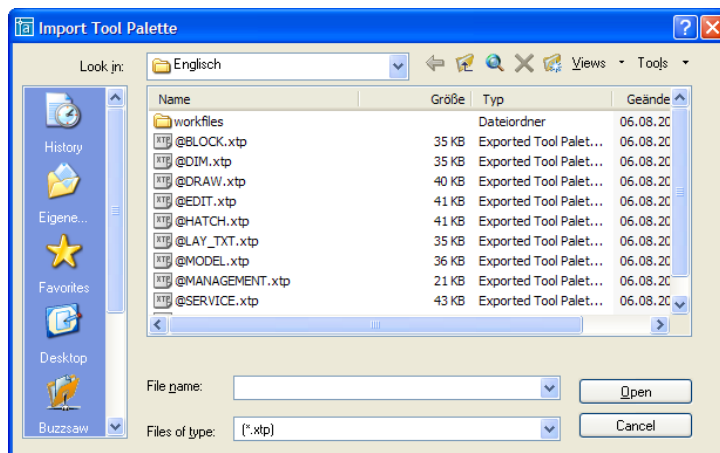 Import Tool Palette
Look in: Englisch Views Tools
Name Größe Typ Geände
workfiles Dateiordner 06.08.20
@BLOCK.xtp 35 KB Exported Tool Palet... 06.08.20
@DIM.xtp 35 KB Exported Tool Palet... 06.08.20
@DRAW.xtp 40 KB Exported Tool Palet... 06.08.20
@EDIT.xtp 41 KB Exported Tool Palet... 06.08.20
@HATCH.xtp 41 KB Exported Tool Palet... 06.08.20
@LAY_TXT.xtp 35 KB Exported Tool Palet... 06.08.20
@MODEL.xtp 36 KB Exported Tool Palet... 06.08.20
@MANAGEMENT.xtp 21 KB Exported Tool Palet... 06.08.20
@SERVICE.xtp 43 KB Exported Tool Palet... 06.08.20
History
Eigene...
Favorites
Desktop
Buzzsaw
File name: Open
Files of type: (*.xtp) Cancel